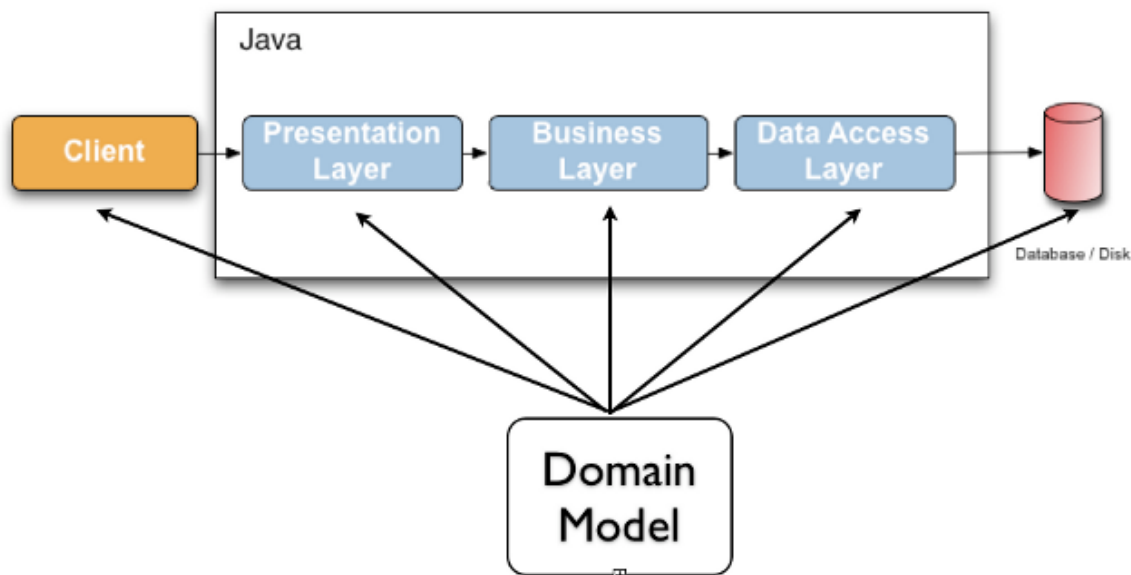 Java
Client
Presentation
Layer
Business
Layer
Data Access
Layer
Database / Disk
Domain
Model